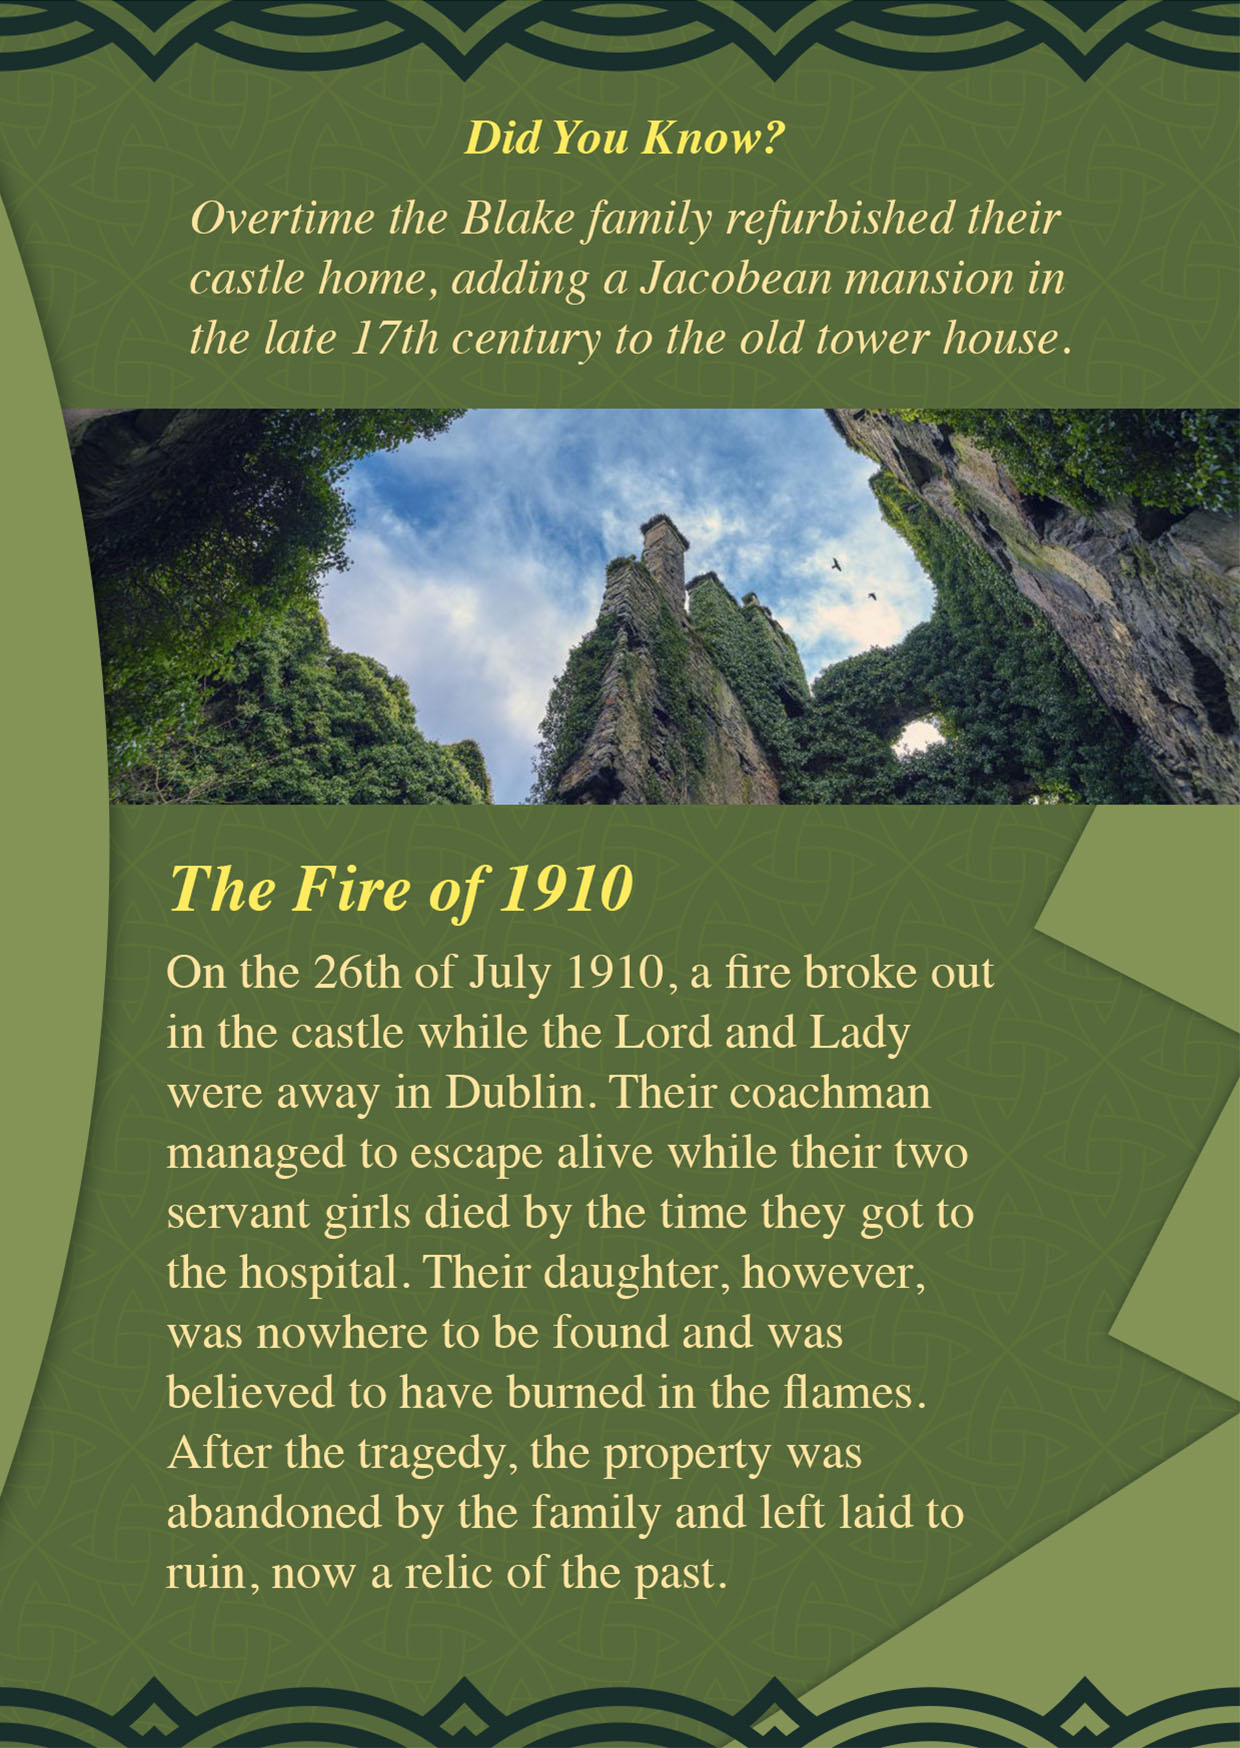 Did You Know?
Overtime the Blake family refurbished their
castle home, adding a Jacobean mansion in
the late 17th century to the old tower house.
The Fire of 1910
On the 26th of July 1910, a fire broke out
in the castle while the Lord and Lady
were away in Dublin. Their coachman
managed to escape alive while their two
servant girls died by the time they got to
the hospital. Their daughter, however,
was nowhere to be found and was
believed to have burned in the flames.
After the tragedy, the property was
abandoned by the family and left laid to
ruin, now a relic of the past.